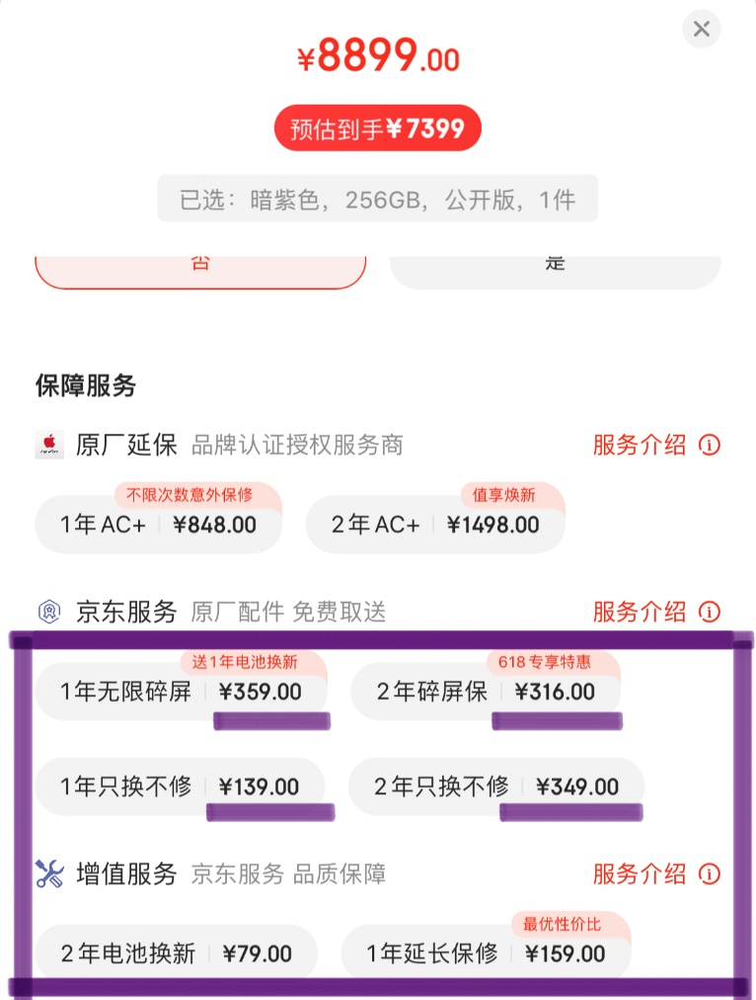 ¥8899.00
预估到手¥7399
已选：暗紫色，256GB，公开版，1件
否 是
保障服务
原厂延保 品牌认证授权服务商 服务介绍
不限次数意外保修 值享焕新
1年AC+ ¥848.00 2年AC+ ¥1498.00
京东服务 原厂配件 免费取送 服务介绍
送1年电池换新 618专享特惠
1年无限碎屏 ¥359.00 2年碎屏保 ¥316.00
1年只换不修 ¥139.00 2年只换不修 ¥349.00
增值服务 京东服务 品质保障 服务介绍
最优性价比
2年电池换新 ¥79.00 1年延长保修 ¥159.00